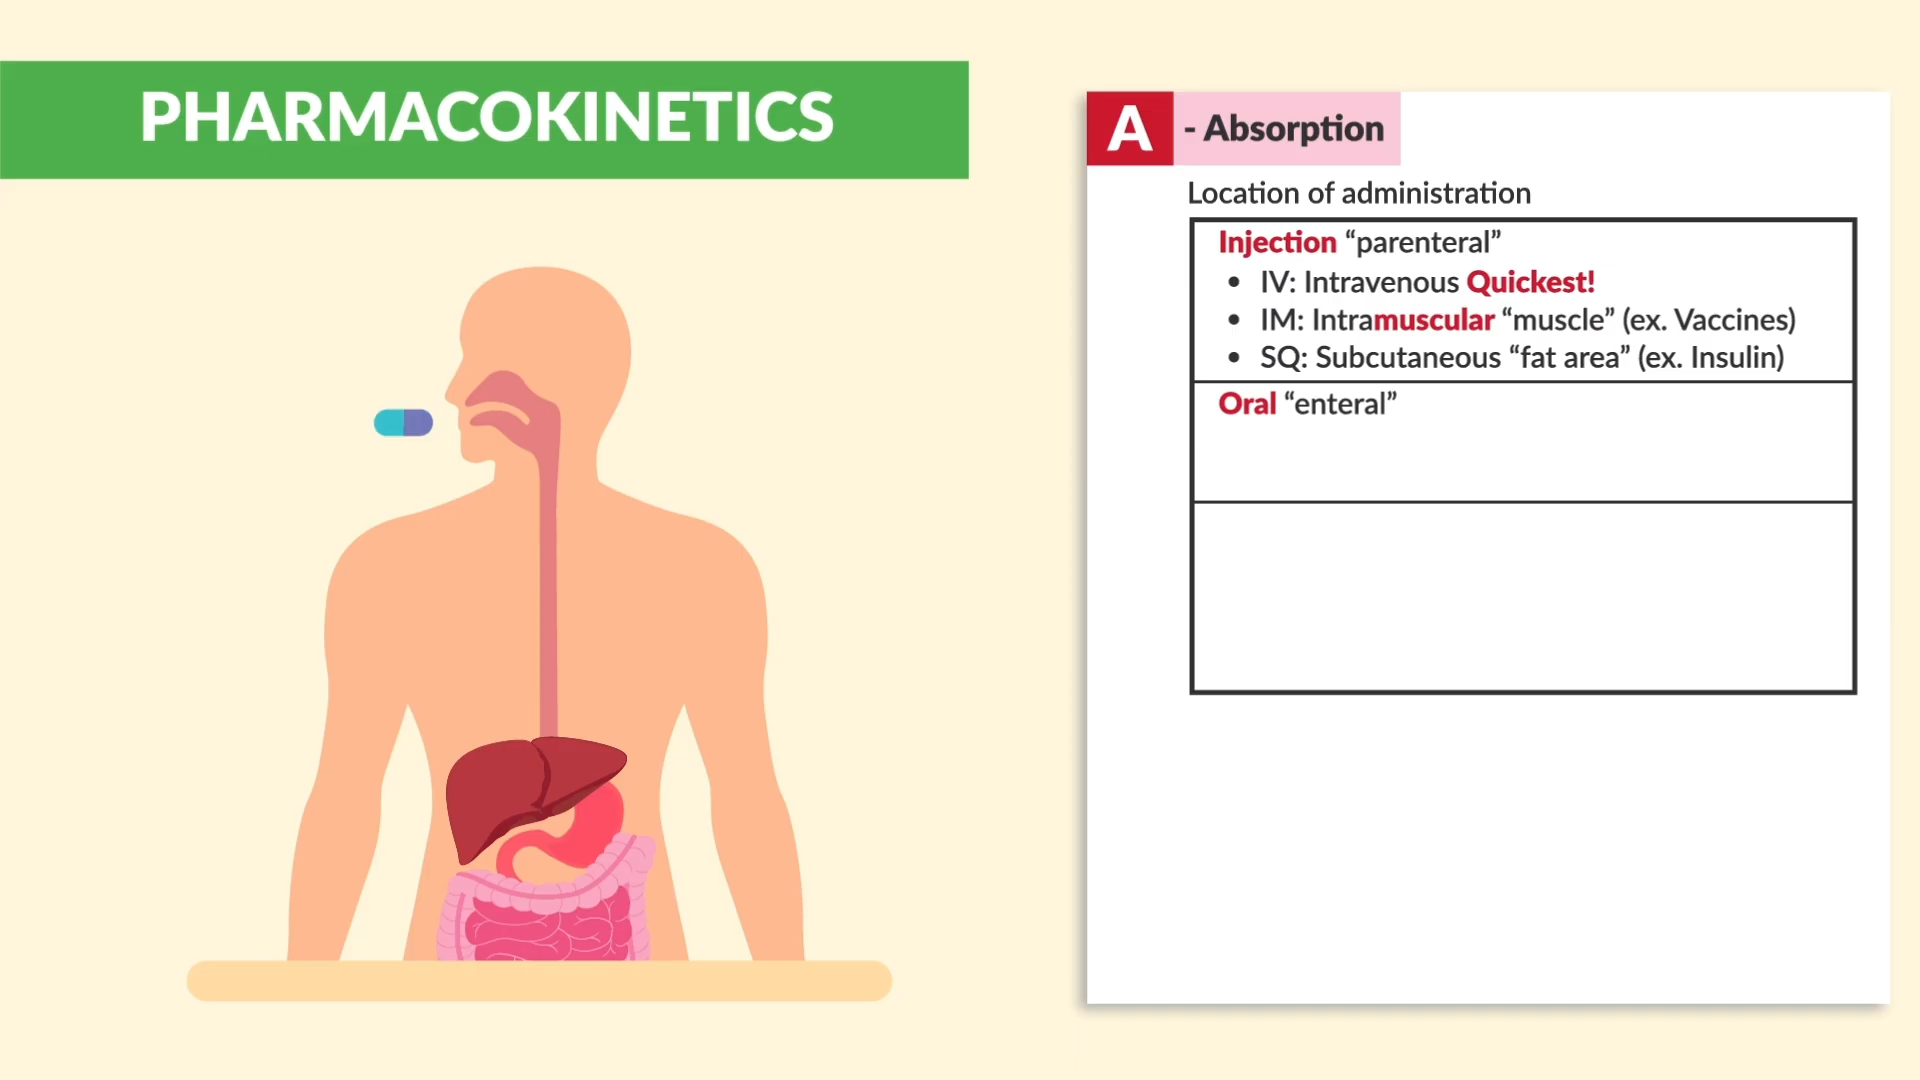 PHARMACOKINETICS
A - Absorption
Location of administration
Injection “parenteral”
• IV: Intravenous Quickest!
• IM: Intramuscular “muscle” (ex. Vaccines)
• SQ: Subcutaneous “fat area” (ex. Insulin)
Oral “enteral”